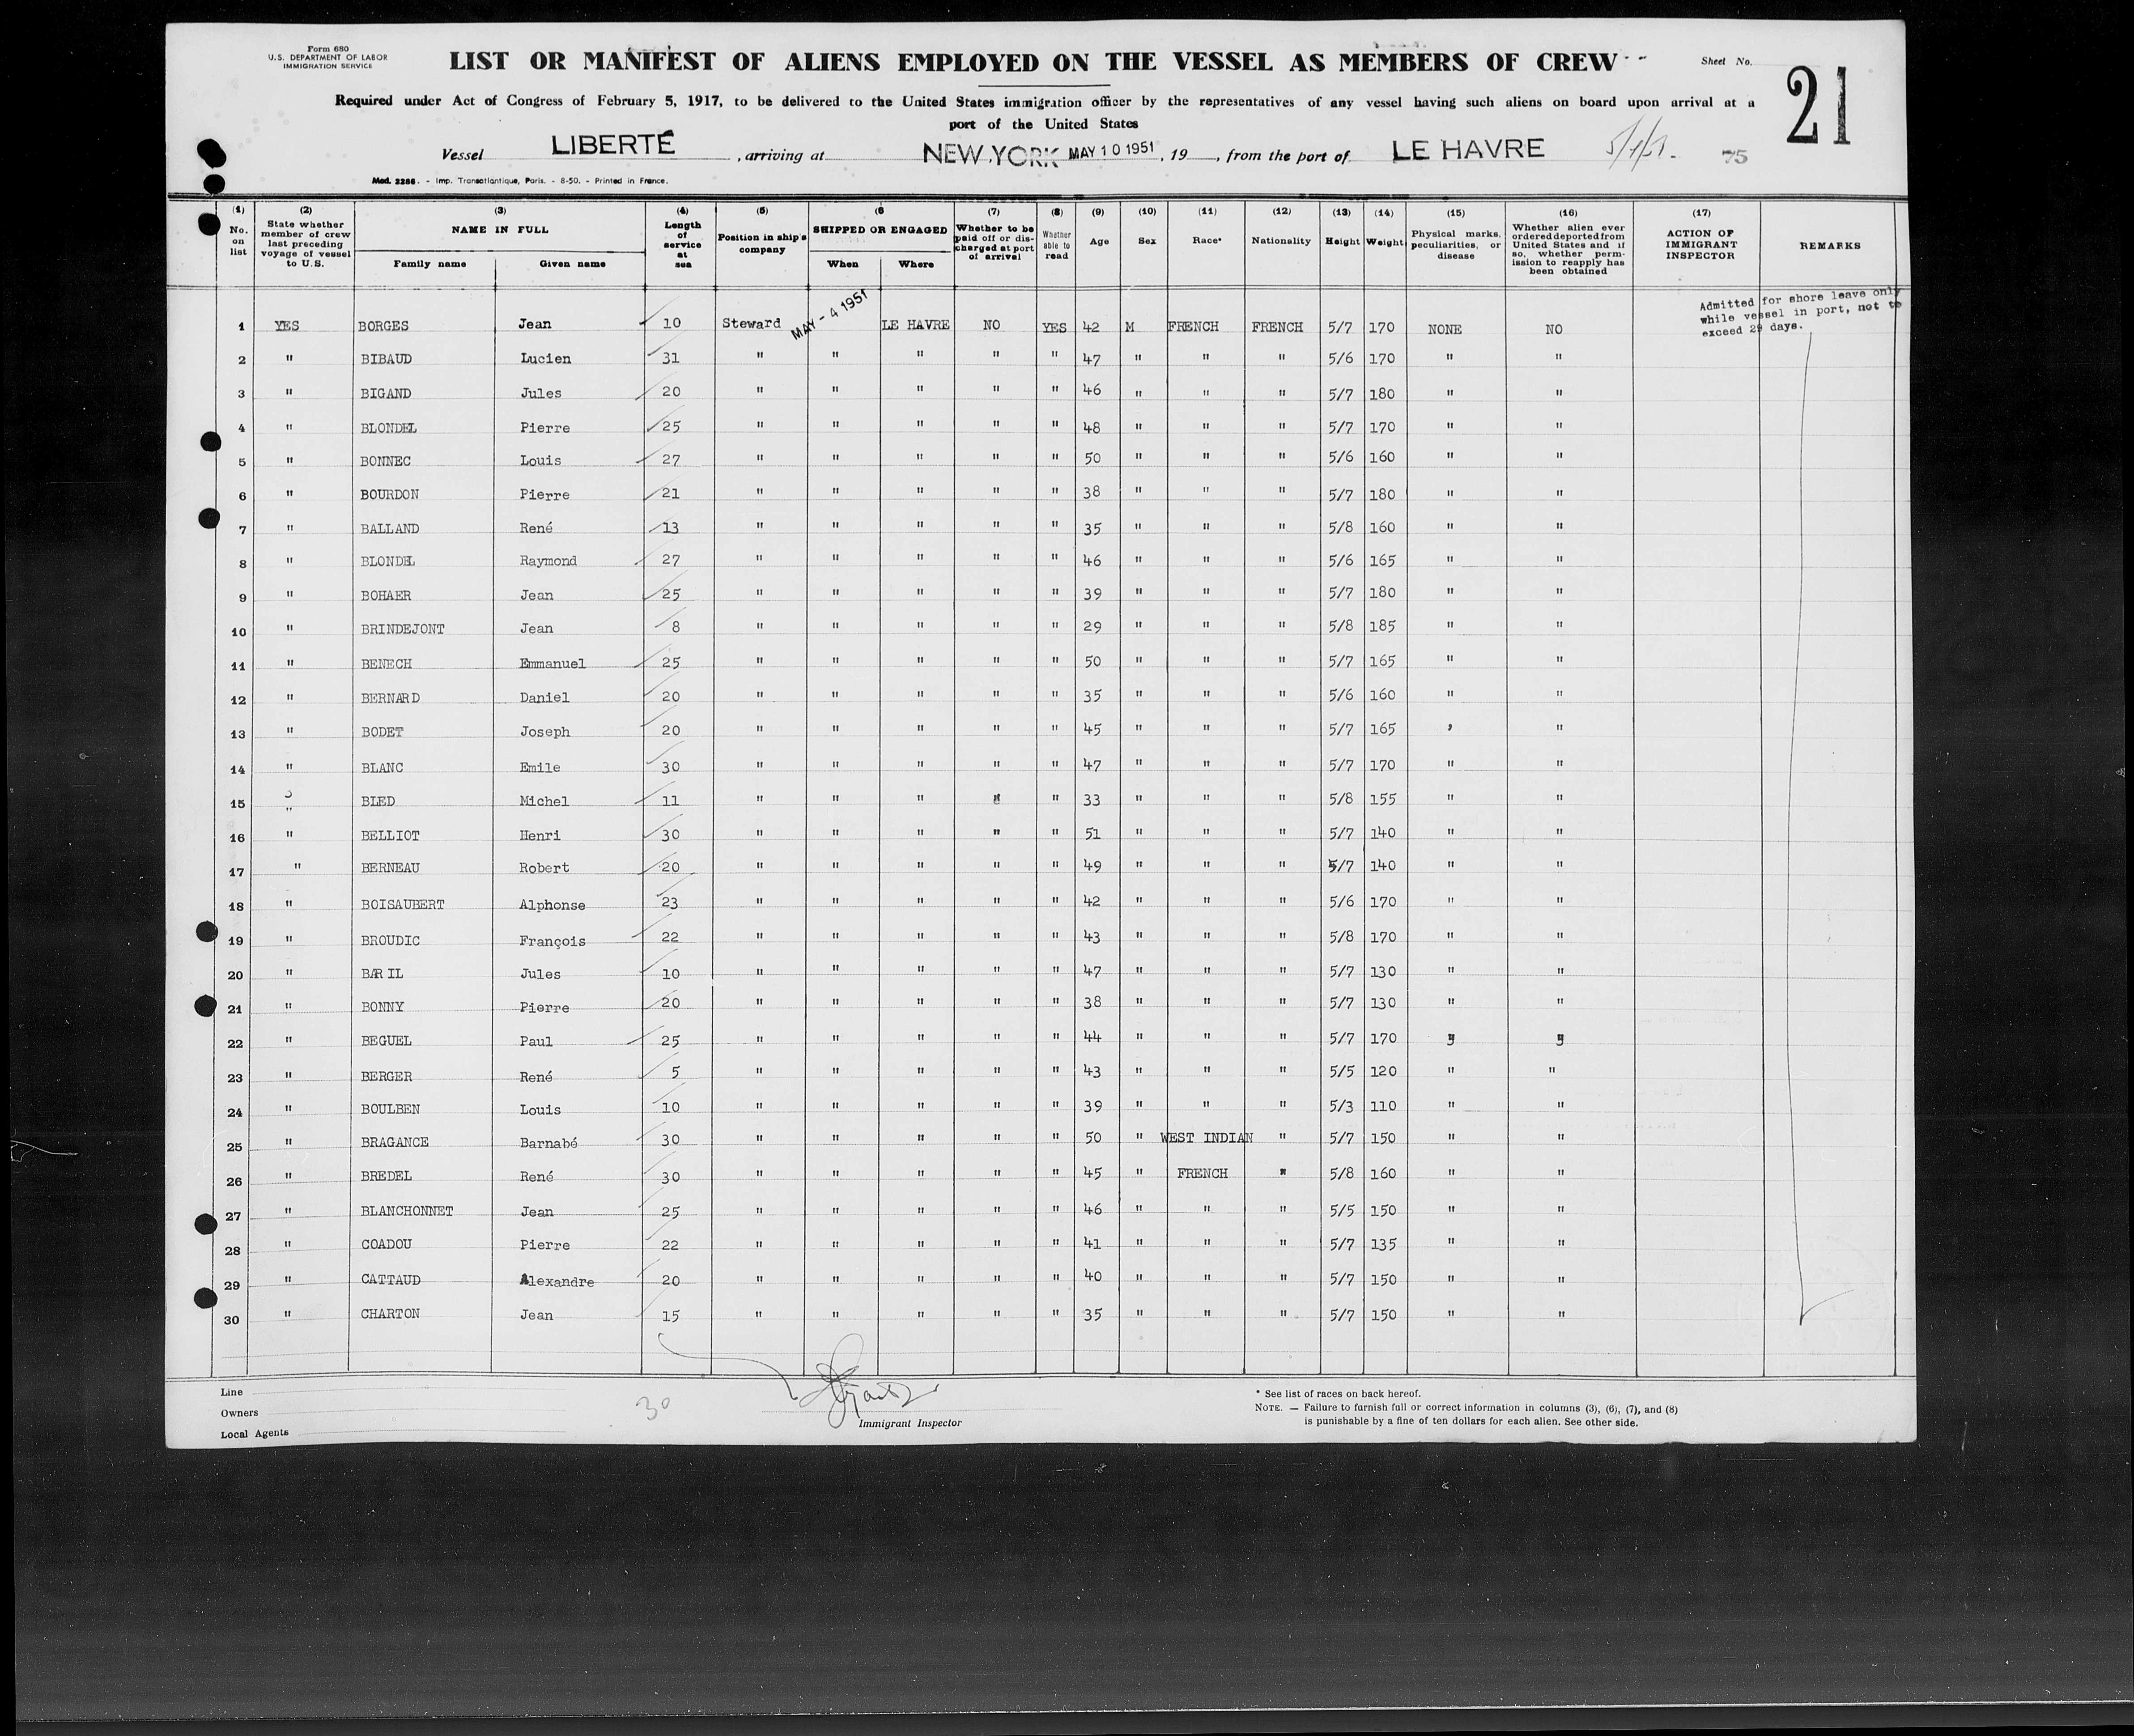 Form 680
U.S. DEPARTMENT OF LABOR
IMMIGRATION SERVICE
LIST OR MANIFEST OF ALIENS EMPLOYED ON THE VESSEL AS MEMBERS OF CREW
Sheet No. 21
Required under Act of Congress of February 5, 1917, to be delivered to the United States immigration officer by the representatives of any vessel having such aliens on board upon arrival at a
port of the United States
Vessel LIBERTÉ, arriving at NEW YORK MAY 10 1951, 19, from the port of LE HAVRE 75
Mod. 2286. - Imp. Transatlantique, Paris. - 8-50. - Printed in France.
(1) No. on list (2) State whether member of crew last preceding voyage of vessel to U.S. (3) NAME IN FULL Family name Given name (4) Length of service at sea (5) Position in ship's company (6 SHIPPED OR ENGAGED When Where (7) Whether to be paid off or discharged at port of arrival (8) Whether able to read (9) Age (10) Sex (11) Race* (12) Nationality (13) Height (14) Weight (15) Physical marks, peculiarities, or disease (16) Whether alien ever ordered deported from United States and if so, whether permission to reapply has been obtained (17) ACTION OF IMMIGRANT INSPECTOR REMARKS
Admitted for shore leave only
while vessel in port, not to
exceed 29 days.
1 YES BORGES Jean 10 Steward MAY - 4 1951 LE HAVRE NO YES 42 M FRENCH FRENCH 5/7 170 NONE NO
2 " BIBAUD Lucien 31 " " " " " 47 " " " 5/6 170 " "
3 " BIGAND Jules 20 " " " " " 46 " " " 5/7 180 " "
4 " BLONDEL Pierre 25 " " " " " 48 " " " 5/7 170 " "
5 " BONNEC Louis 27 " " " " " 50 " " " 5/6 160 " "
6 " BOURDON Pierre 21 " " " " " 38 " " " 5/7 180 " "
7 " BALLAND René 13 " " " " " 35 " " " 5/8 160 " "
8 " BLONDEL Raymond 27 " " " " " 46 " " " 5/6 165 " "
9 " BOHAER Jean 25 " " " " " 39 " " " 5/7 180 " "
10 " BRINDEJONT Jean 8 " " " " " 29 " " " 5/8 185 " "
11 " BENECH Emmanuel 25 " " " " " 50 " " " 5/7 165 " "
12 " BERNARD Daniel 20 " " " " " 35 " " " 5/6 160 " "
13 " BODET Joseph 20 " " " " " 45 " " " 5/7 165 ' "
14 " BLANC Emile 30 " " " " " 47 " " " 5/7 170 " "
15 " BLED Michel 11 " " " " " 33 " " " 5/8 155 " "
16 " BELLIOT Henri 30 " " " " " 51 " " " 5/7 140 " "
17 " BERNEAU Robert 20 " " " " " 49 " " " 5/7 140 " "
18 " BOISAUBERT Alphonse 23 " " " " " 42 " " " 5/6 170 " "
19 " BROUDIC François 22 " " " " " 43 " " " 5/8 170 " "
20 " BARIL Jules 10 " " " " " 47 " " " 5/7 130 " "
21 " BONNY Pierre 20 " " " " " 38 " " " 5/7 130 " "
22 " BEGUEL Paul 25 " " " " " 44 " " " 5/7 170 " "
23 " BERGER René 5 " " " " " 43 " " " 5/5 120 " "
24 " BOULBEN Louis 10 " " " " " 39 " " " 5/3 110 " "
25 " BRAGANCE Barnabé 30 " " " " " 50 " WEST INDIAN " 5/7 150 " "
26 " BREDEL René 30 " " " " " 45 " FRENCH " 5/8 160 " "
27 " BLANCHONNET Jean 25 " " " " " 46 " " " 5/5 150 " "
28 " COADOU Pierre 22 " " " " " 41 " " " 5/7 135 " "
29 " CATTAUD Alexandre 20 " " " " " 40 " " " 5/7 150 " "
30 " CHARTON Jean 15 " " " " " 35 " " " 5/7 150 " "
Line
Owners
Local Agents
30
Immigrant Inspector
* See list of races on back hereof.
NOTE. — Failure to furnish full or correct information in columns (3), (6), (7), and (8)
is punishable by a fine of ten dollars for each alien. See other side.